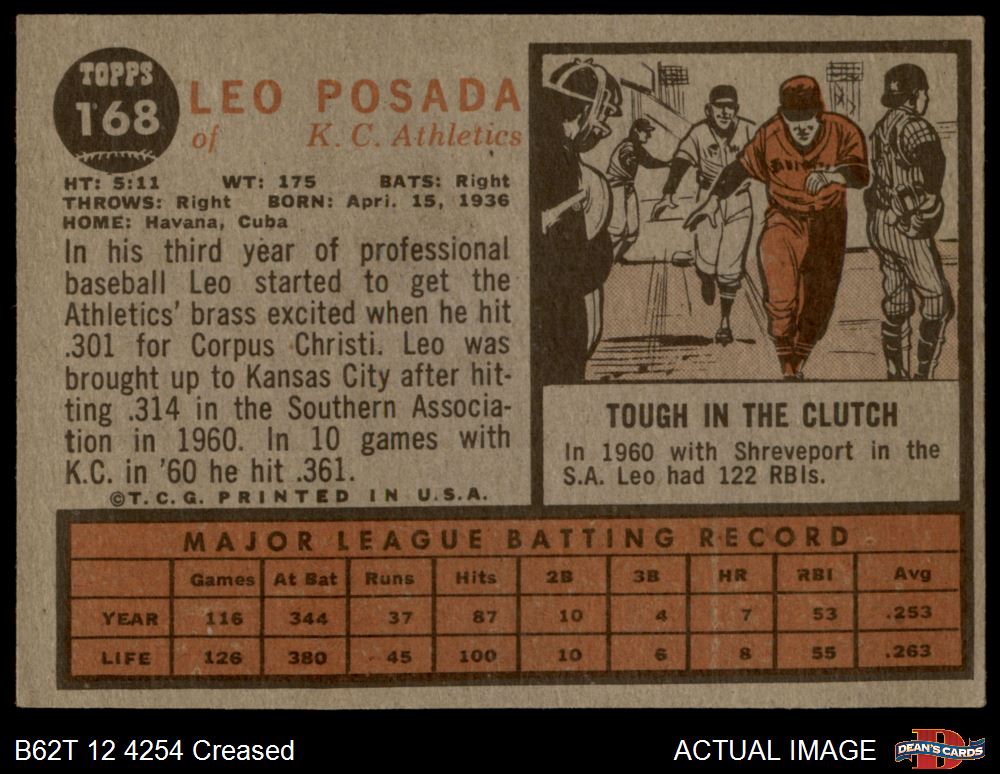 TOPPS
168
LEO POSADA
of K. C. Athletics
HT: 5:11 WT: 175 BATS: Right
THROWS: Right BORN: Apri. 15, 1936
HOME: Havana, Cuba
In his third year of professional
baseball Leo started to get the
Athletics' brass excited when he hit
.301 for Corpus Christi. Leo was
brought up to Kansas City after hit-
ting .314 in the Southern Associa-
tion in 1960. In 10 games with
K.C. in '60 he hit .361.
©T.C.G. PRINTED IN U.S.A.
TOUGH IN THE CLUTCH
In 1960 with Shreveport in the
S.A. Leo had 122 RBIs.
MAJOR LEAGUE BATTING RECORD
Games At Bat Runs Hits 2B 3B HR RBI Avg
YEAR 116 344 37 87 10 4 7 53 .253
LIFE 126 380 45 100 10 6 8 55 .263
B62T 12 4254 Creased
ACTUAL IMAGE
DEAN'S CARDS